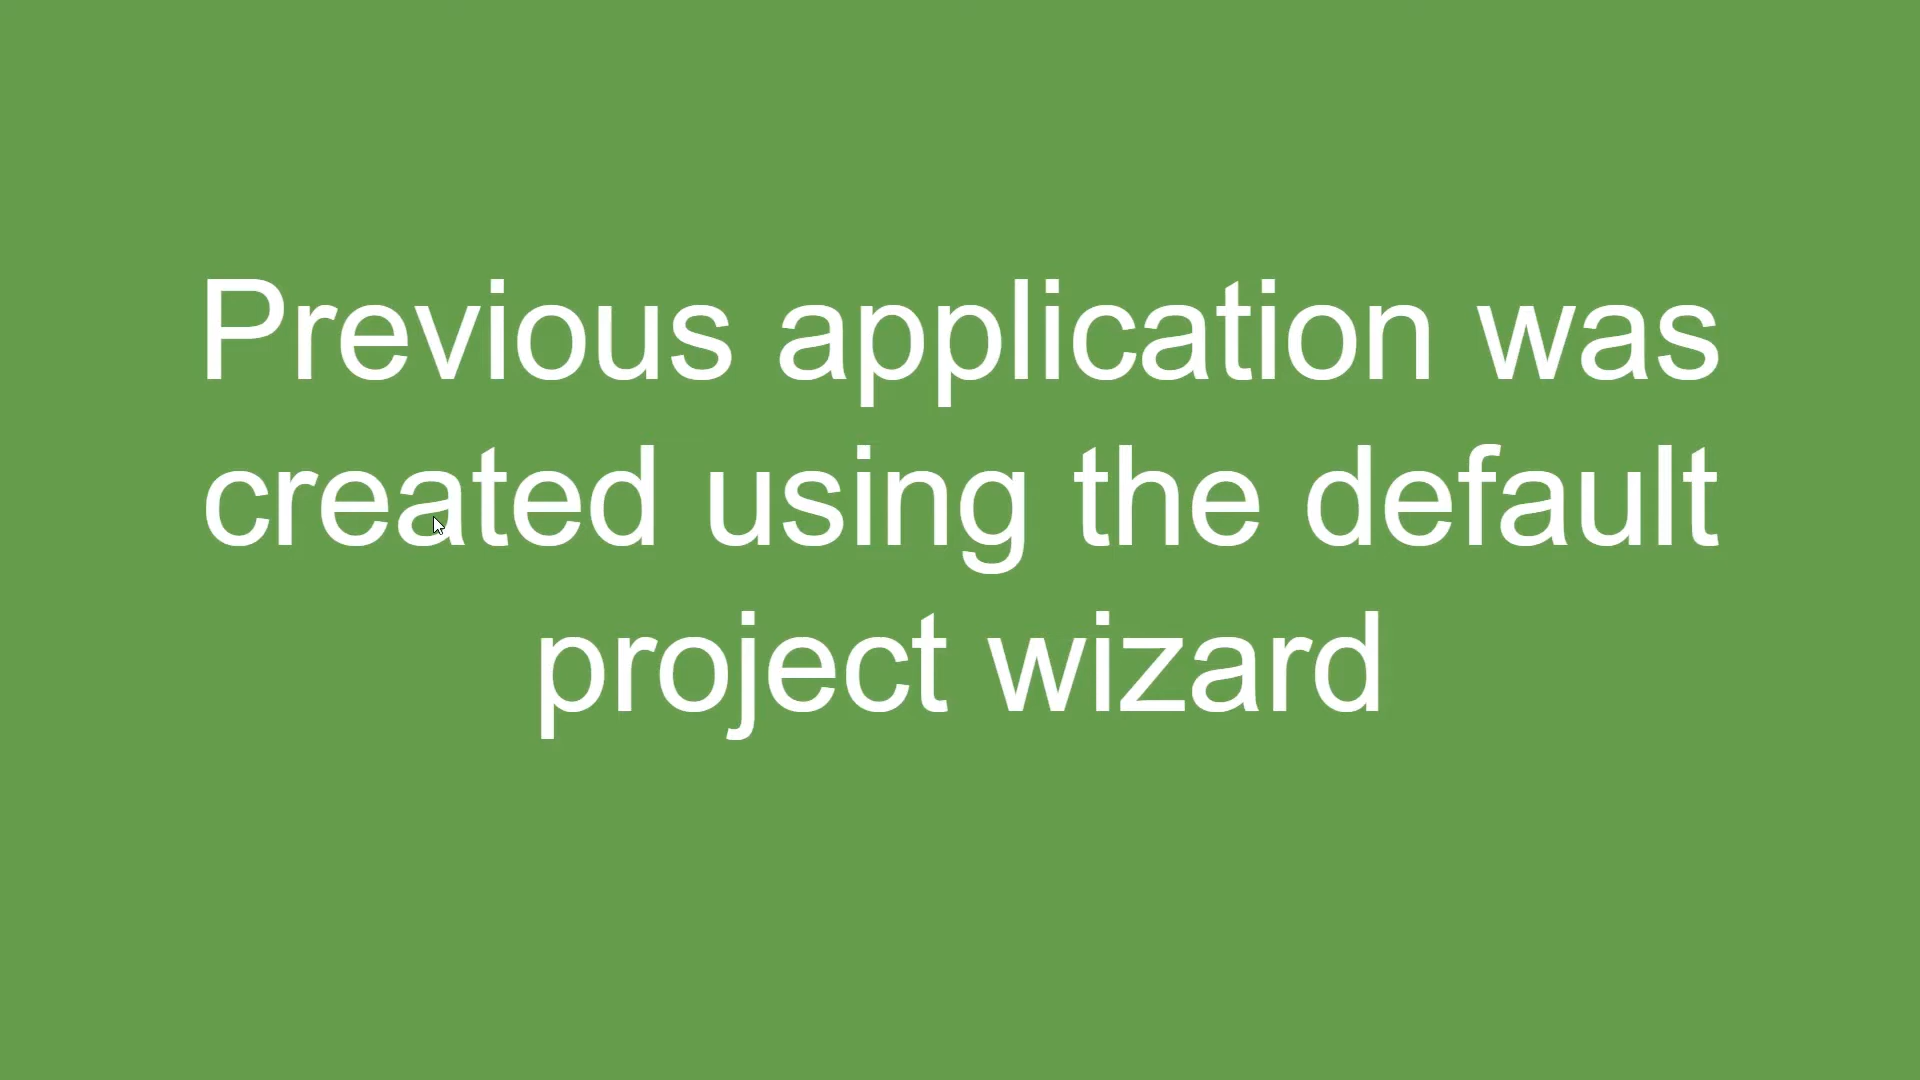 Previous application was
created using the default
project wizard